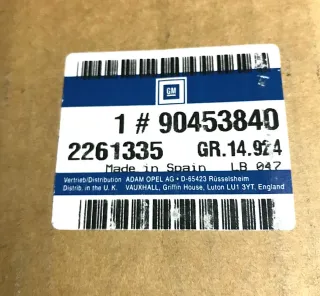 GM
1 # 90453840
2261335 GR.14.924
Made in Spain LB 047
Vertrieb/Distribution ADAM OPEL AG • D-65423 Rüsselsheim
Distrib. in the U. K. VAUXHALL, Griffin House, Luton LU1 3YT, England